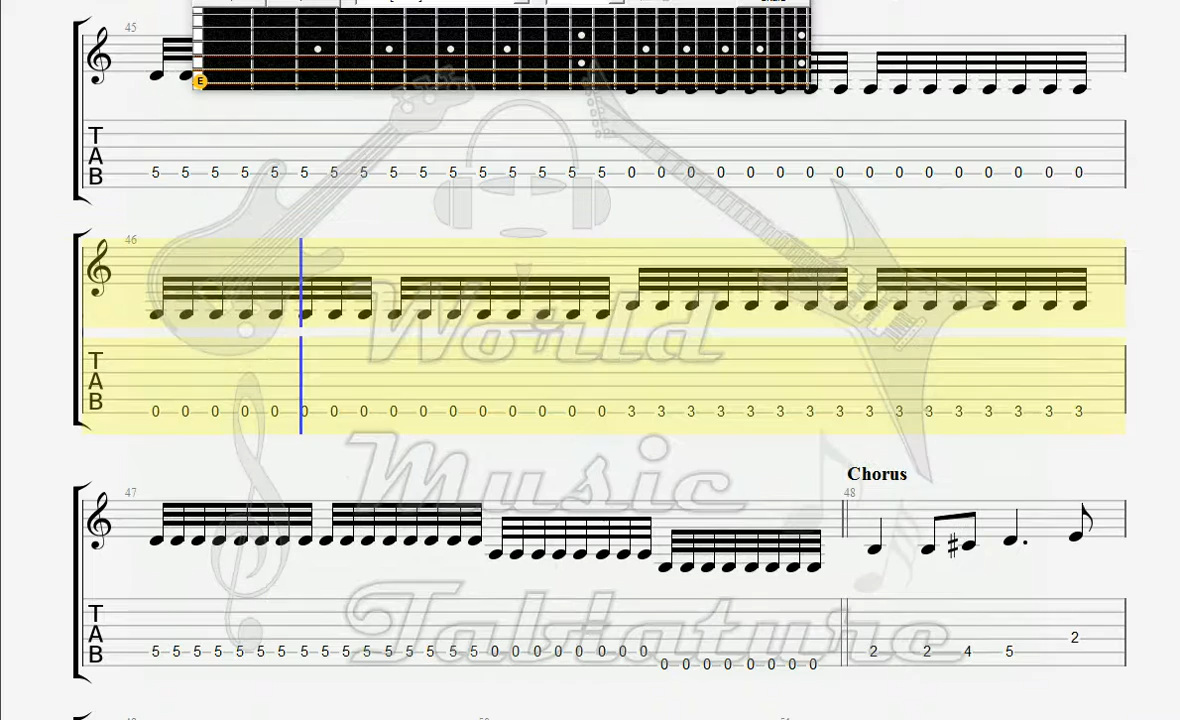 45
E
T
A
B
5 5 5 5 5 5 5 5 5 5 5 5 5 5 5 5 0 0 0 0 0 0 0 0 0 0 0 0 0 0 0 0
46
World
T
A
B
0 0 0 0 0 0 0 0 0 0 0 0 0 0 0 0 3 3 3 3 3 3 3 3 3 3 3 3 3 3 3 3
Music
Chorus
47 48
Tablature
T
A
B
2
5 5 5 5 5 5 5 5 5 5 5 5 5 5 5 5 0 0 0 0 0 0 0 0 2 2 4 5
0 0 0 0 0 0 0 0